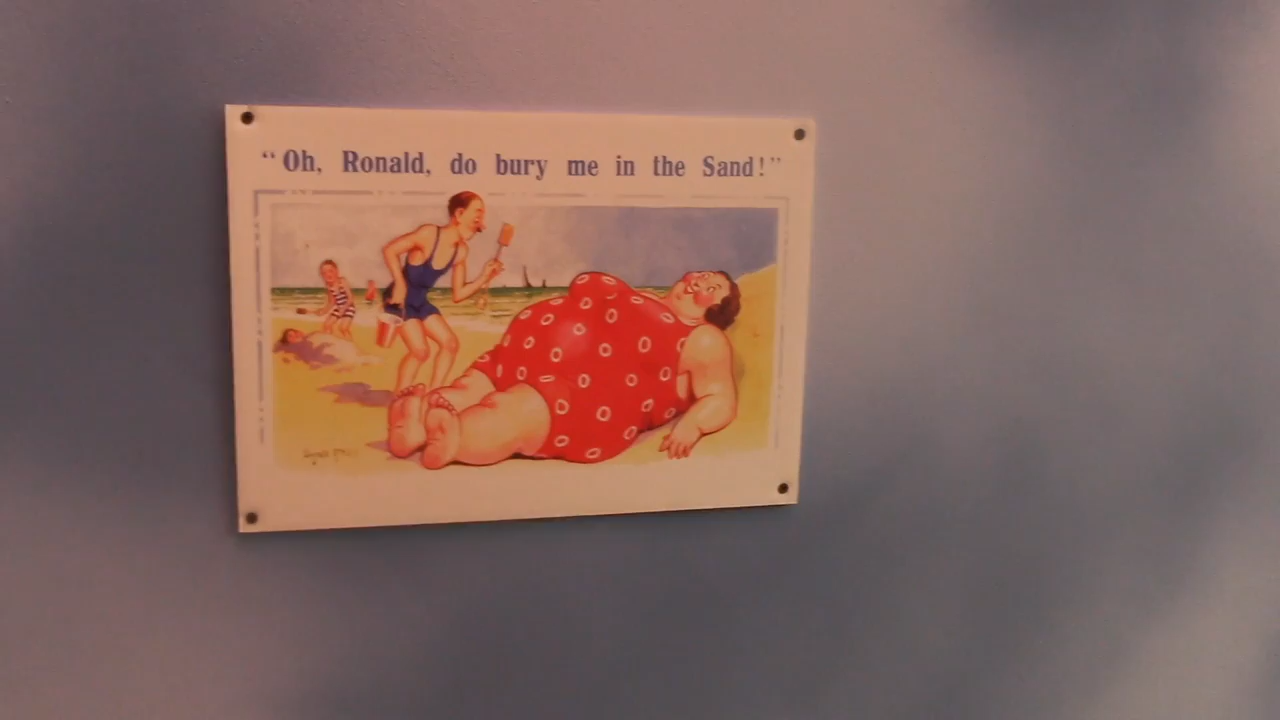 “Oh, Ronald, do bury me in the Sand!”